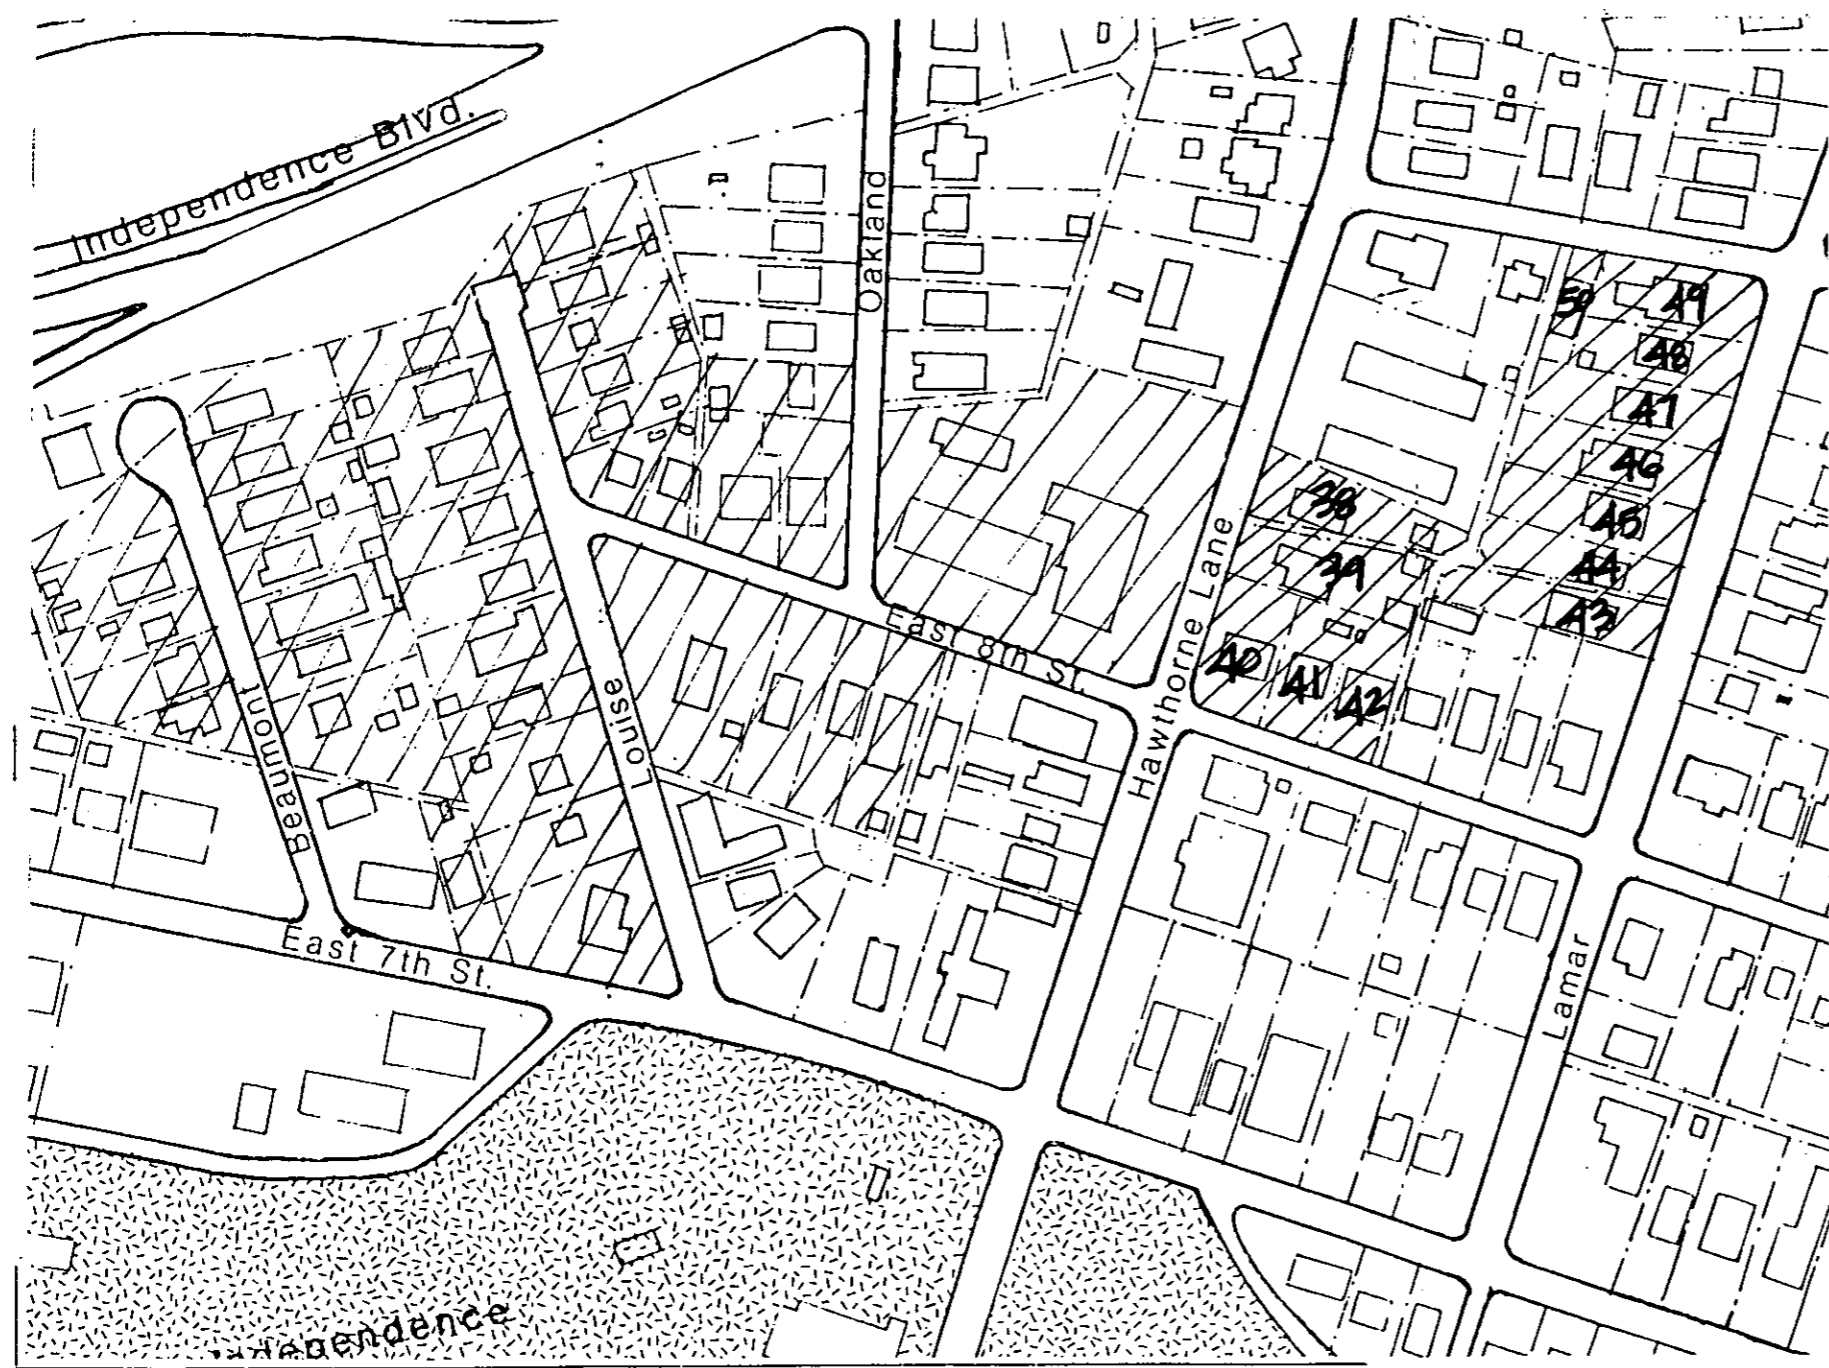 Independence Blvd.
Oakland
50
49
48
47
46
45
44
43
38
39
40
41
42
Hawthorne Lane
East 8th St.
Louise
Beaumont
East 7th St.
Lamar
Independence